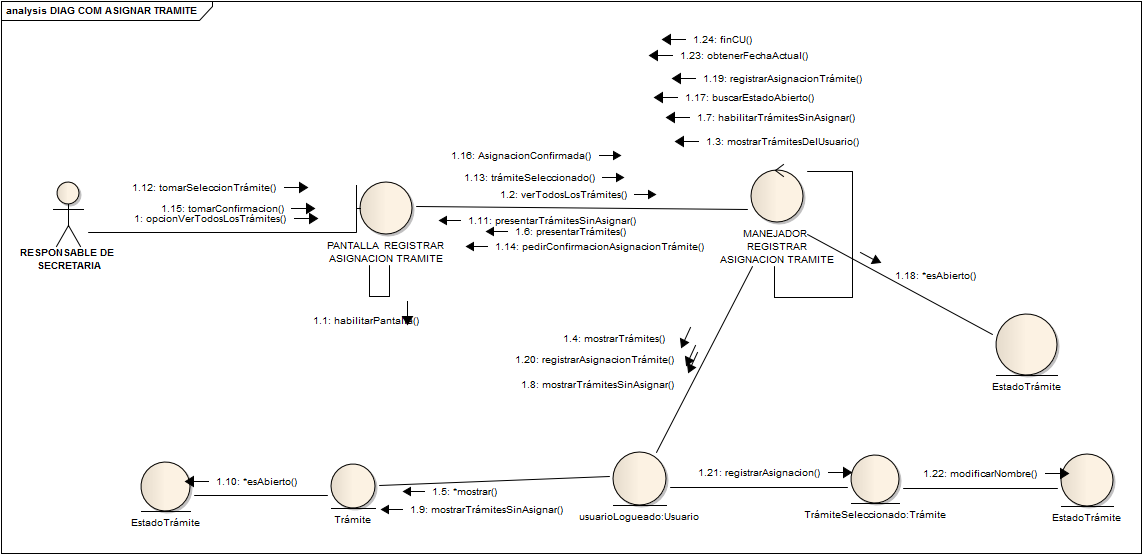 analysis DIAG COM ASIGNAR TRAMITE
1.24: finCU()
1.23: obtenerFechaActual()
1.19: registrarAsignacionTrámite()
1.17: buscarEstadoAbierto()
1.7: habilitarTrámitesSinAsignar()
1.3: mostrarTrámitesDelUsuario()
1.16: AsignacionConfirmada()
1.13: trámiteSeleccionado()
1.2: verTodosLosTrámites()
1.12: tomarSeleccionTrámite()
1.15: tomarConfirmacion()
1: opcionVerTodosLosTrámites()
1.11: presentarTrámitesSinAsignar()
1.6: presentarTrámites()
1.14: pedirConfirmacionAsignacionTrámite()
RESPONSABLE DE
SECRETARIA
PANTALLA REGISTRAR
ASIGNACION TRAMITE
MANEJADOR
REGISTRAR
ASIGNACION TRAMITE
1.18: *esAbierto()
1.1: habilitarPantalla()
1.4: mostrarTrámites()
1.20: registrarAsignacionTrámite()
1.8: mostrarTrámitesSinAsignar()
EstadoTrámite
1.10: *esAbierto()
1.5: *mostrar()
1.9: mostrarTrámitesSinAsignar()
1.21: registrarAsignacion()
1.22: modificarNombre()
EstadoTrámite
Trámite
usuarioLogueado:Usuario
TrámiteSeleccionado:Trámite
EstadoTrámite